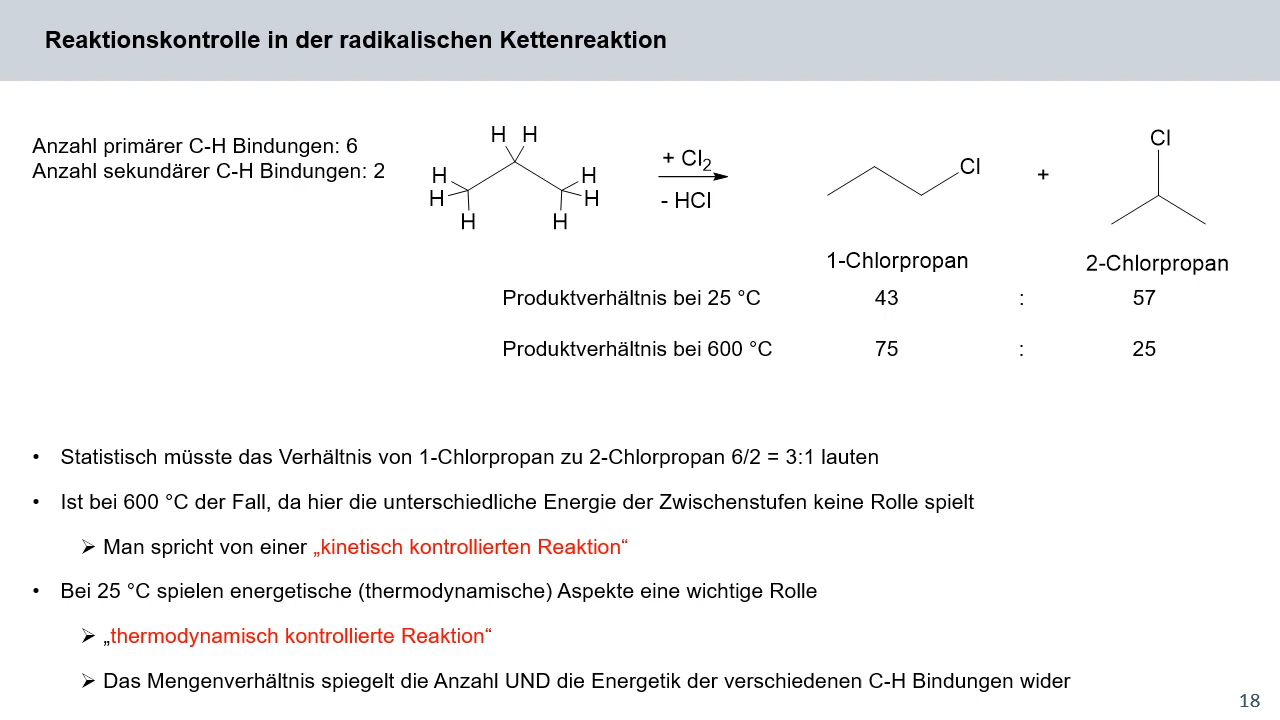 Reaktionskontrolle in der radikalischen Kettenreaktion
Anzahl primärer C-H Bindungen: 6
Anzahl sekundärer C-H Bindungen: 2
H H
H H
H H
H H
+ Cl2
- HCl
Cl
+
Cl
1-Chlorpropan 2-Chlorpropan
Produktverhältnis bei 25 °C 43 : 57
Produktverhältnis bei 600 °C 75 : 25
• Statistisch müsste das Verhältnis von 1-Chlorpropan zu 2-Chlorpropan 6/2 = 3:1 lauten
• Ist bei 600 °C der Fall, da hier die unterschiedliche Energie der Zwischenstufen keine Rolle spielt
➢ Man spricht von einer „kinetisch kontrollierten Reaktion“
• Bei 25 °C spielen energetische (thermodynamische) Aspekte eine wichtige Rolle
➢ „thermodynamisch kontrollierte Reaktion“
➢ Das Mengenverhältnis spiegelt die Anzahl UND die Energetik der verschiedenen C-H Bindungen wider
18